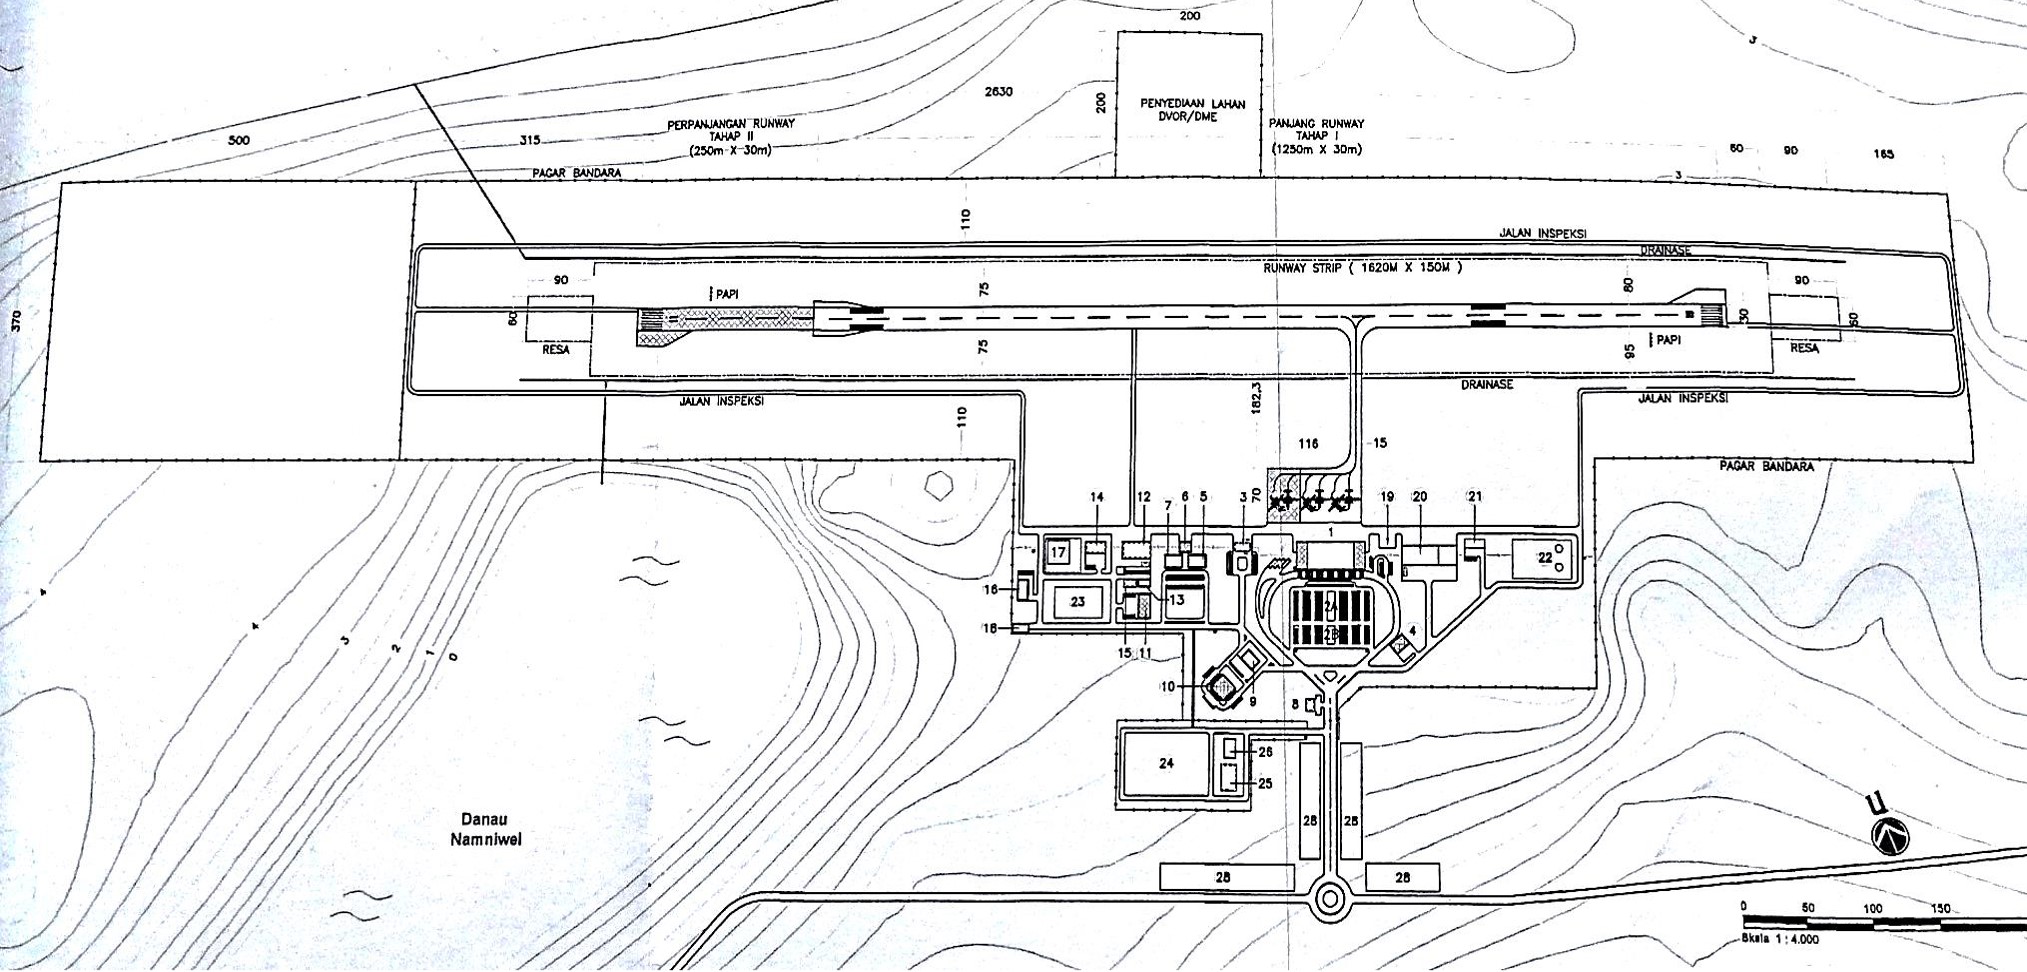 200
3
2630
200
PENYEDIAAN LAHAN
DVOR/DME
PERPANJANGAN RUNWAY
TAHAP II
(250m X 30m)
PANJANG RUNWAY
TAHAP I
(1250m X 30m)
500
315
60
90
165
PAGAR BANDARA
3
110
JALAN INSPEKSI
DRAINASE
RUNWAY STRIP ( 1620M X 150M )
90
PAPI
75
80
90
370
60
30
60
RESA
75
95
PAPI
RESA
DRAINASE
JALAN INSPEKSI
182,3
JALAN INSPEKSI
110
116
15
PAGAR BANDARA
70
14
12
7
6
5
3
19
20
21
1
17
22
16
23
13
2A
2B
18
15
11
4
10
9
8
24
26
25
28
28
28
28
4
4
3
2
1
0
Danau
Namniwel
U
0
50
100
150
Skala 1 : 4.000